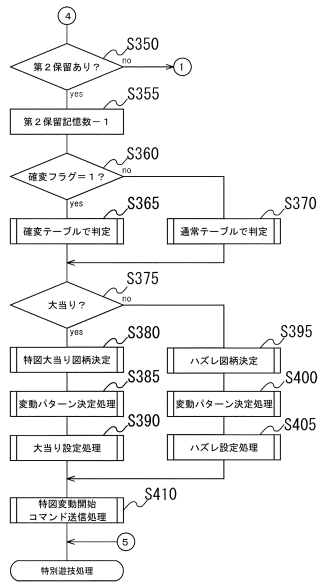 ④
S350
第2保留あり？
no
①
yes
S355
第2保留記憶数－1
S360
確変フラグ＝1？
no
yes
S365
確変テーブルで判定
S370
通常テーブルで判定
S375
大当り？
no
yes
S380
特図大当り図柄決定
S395
ハズレ図柄決定
S385
変動パターン決定処理
S400
変動パターン決定処理
S390
大当り設定処理
S405
ハズレ設定処理
S410
特図変動開始
コマンド送信処理
⑤
特別遊技処理